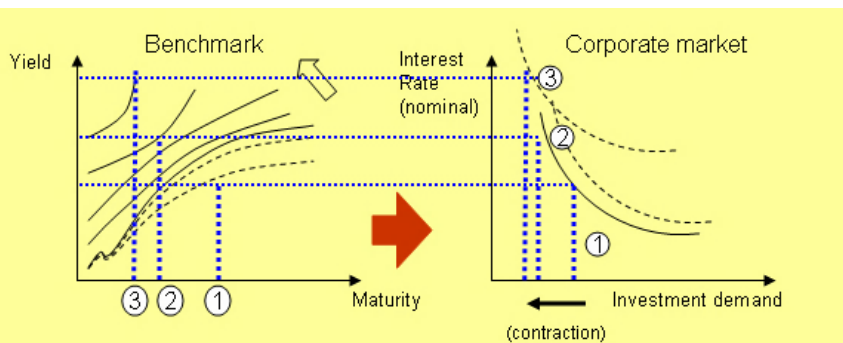 Benchmark
Yield
Interest
Rate
(nominal)
Corporate market
③
②
①
③ ② ①
Maturity
Investment demand
(contraction)